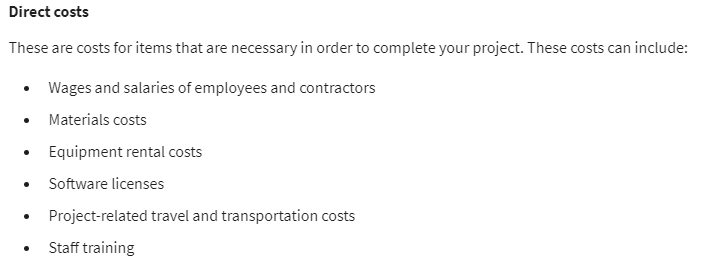 Direct costs
These are costs for items that are necessary in order to complete your project. These costs can include:
• Wages and salaries of employees and contractors
• Materials costs
• Equipment rental costs
• Software licenses
• Project-related travel and transportation costs
• Staff training